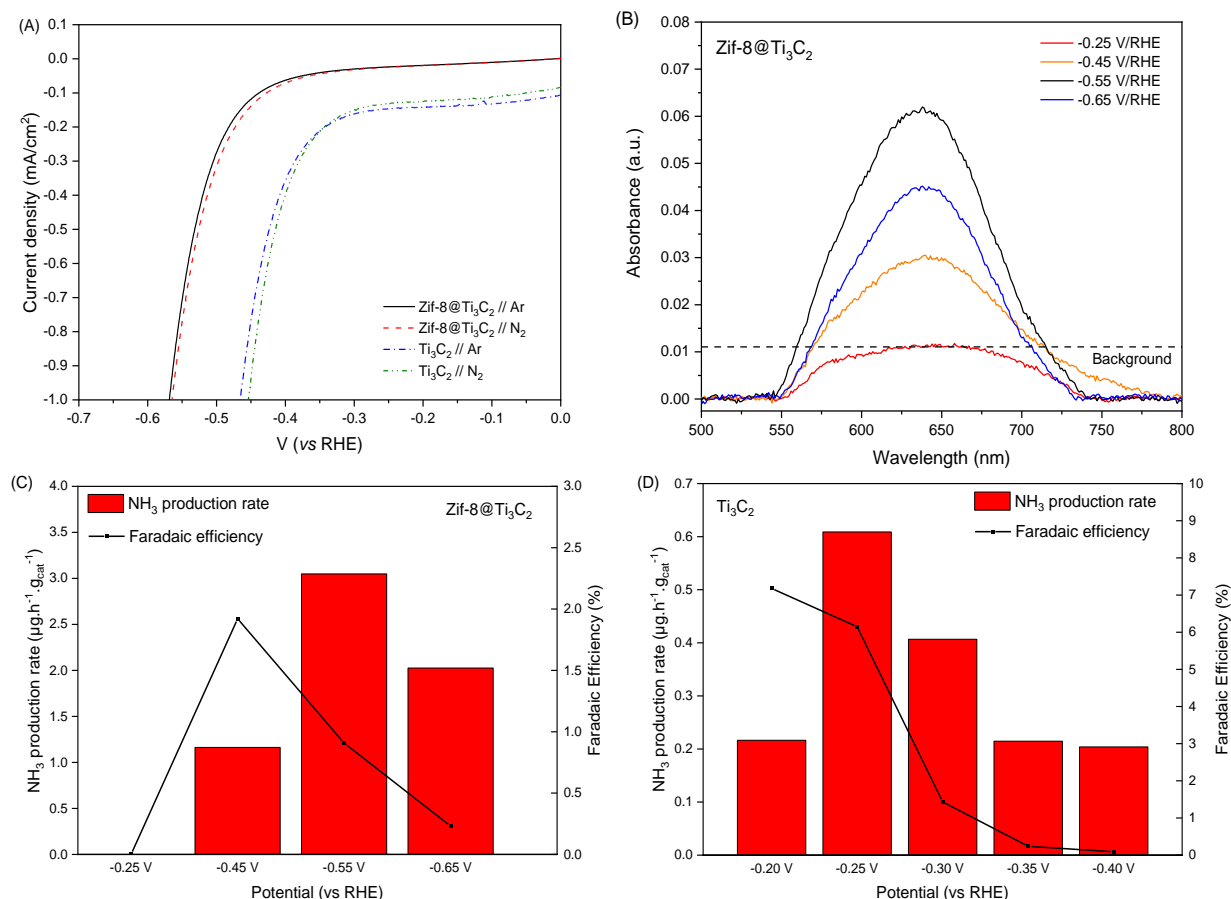 (A)
0.1
0.0
-0.1
-0.2
-0.3
-0.4
-0.5
-0.6
-0.7
-0.8
-0.9
-1.0
Current density (mA/cm²)
Zif-8@Ti₃C₂ // Ar
Zif-8@Ti₃C₂ // N₂
Ti₃C₂ // Ar
Ti₃C₂ // N₂
-0.7 -0.6 -0.5 -0.4 -0.3 -0.2 -0.1 0.0
V (vs RHE)
(B)
0.08
0.07
0.06
0.05
0.04
0.03
0.02
0.01
0.00
Absorbance (a.u.)
Zif-8@Ti₃C₂
-0.25 V/RHE
-0.45 V/RHE
-0.55 V/RHE
-0.65 V/RHE
Background
500 550 600 650 700 750 800
Wavelength (nm)
(C)
4.0
3.5
3.0
2.5
2.0
1.5
1.0
0.5
0.0
NH₃ production rate (µg.h⁻¹.g_cat⁻¹)
NH₃ production rate
Faradaic efficiency
Zif-8@Ti₃C₂
3.0
2.5
2.0
1.5
1.0
0.5
0.0
Faradaic Efficiency (%)
-0.25 V -0.45 V -0.55 V -0.65 V
Potential (vs RHE)
(D)
0.7
0.6
0.5
0.4
0.3
0.2
0.1
0.0
NH₃ production rate (µg.h⁻¹.g_cat⁻¹)
Ti₃C₂
NH₃ production rate
Faradaic efficiency
10
9
8
7
6
5
4
3
2
1
0
Faradaic Efficiency (%)
-0.20 V -0.25 V -0.30 V -0.35 V -0.40 V
Potential (vs RHE)